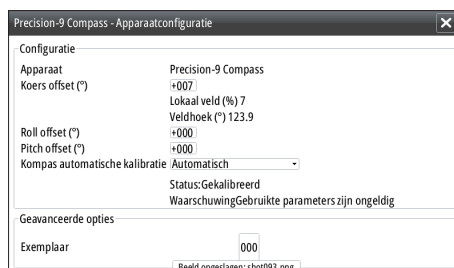 Precision-9 Compass - Apparaatconfiguratie
Configuratie
Apparaat Precision-9 Compass
Koers offset (°) +007
Lokaal veld (%) 7
Veldhoek (°) 123.9
Roll offset (°) +000
Pitch offset (°) +000
Kompas automatische kalibratie Automatisch
Status:Gekalibreerd
WaarschuwingGebruikte parameters zijn ongeldig
Geavanceerde opties
Exemplaar 000
Beeld opgeslagen: shot093.png